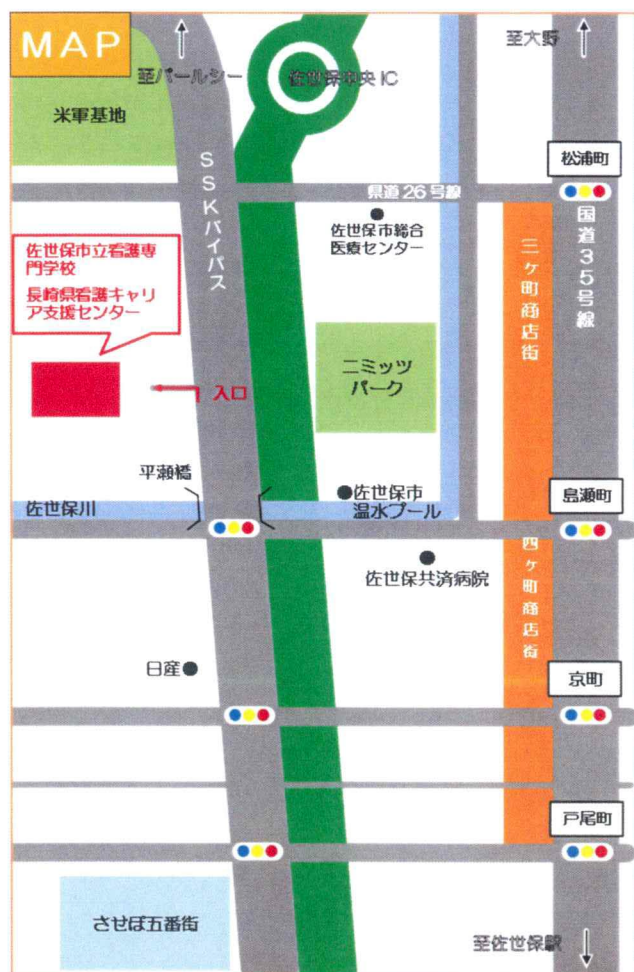 MAP
至パールシー
佐世保中央IC
至大野
米軍基地
松浦町
SSKバイパス
県道26号線
国道35号線
佐世保市総合
医療センター
三ヶ町商店街
佐世保市立看護専
門学校
長崎県看護キャリ
ア支援センター
ニミッツ
パーク
入口
平瀬橋
佐世保市
温水プール
佐世保川
島瀬町
四ヶ町商店街
佐世保共済病院
日産
京町
戸尾町
させぼ五番街
至佐世保駅